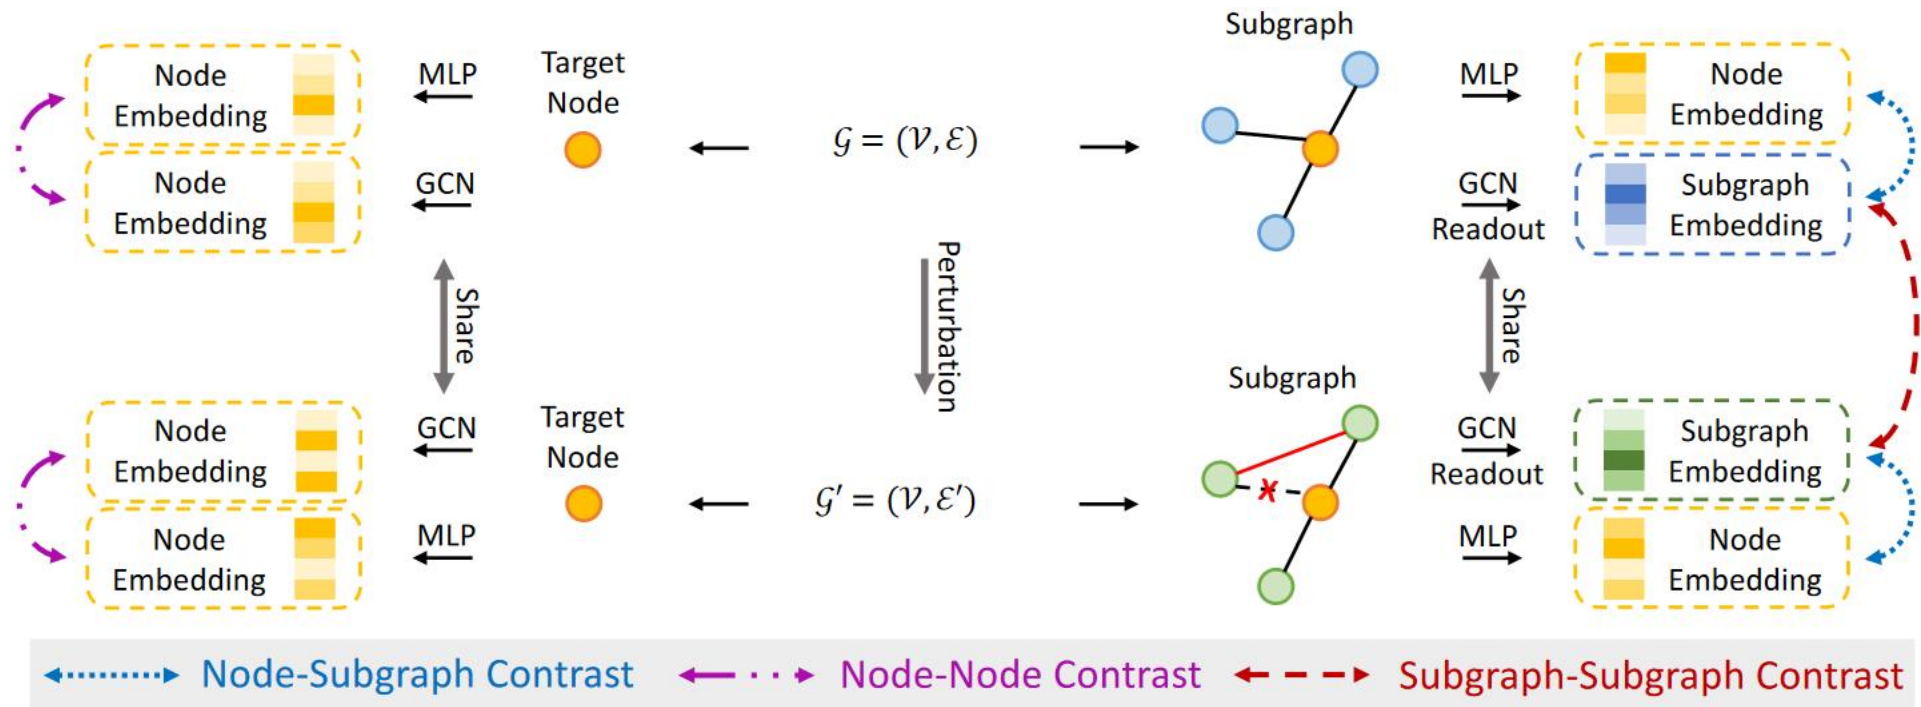 Subgraph
Node
Embedding
MLP
Target
Node
MLP
Node
Embedding
𝒢 = (𝒱, ℰ)
Node
Embedding
GCN
GCN
Readout
Subgraph
Embedding
Share
Perturbation
Share
Subgraph
Node
Embedding
GCN
Target
Node
GCN
Readout
Subgraph
Embedding
𝒢′ = (𝒱, ℰ′)
Node
Embedding
MLP
MLP
Node
Embedding
Node-Subgraph Contrast
Node-Node Contrast
Subgraph-Subgraph Contrast